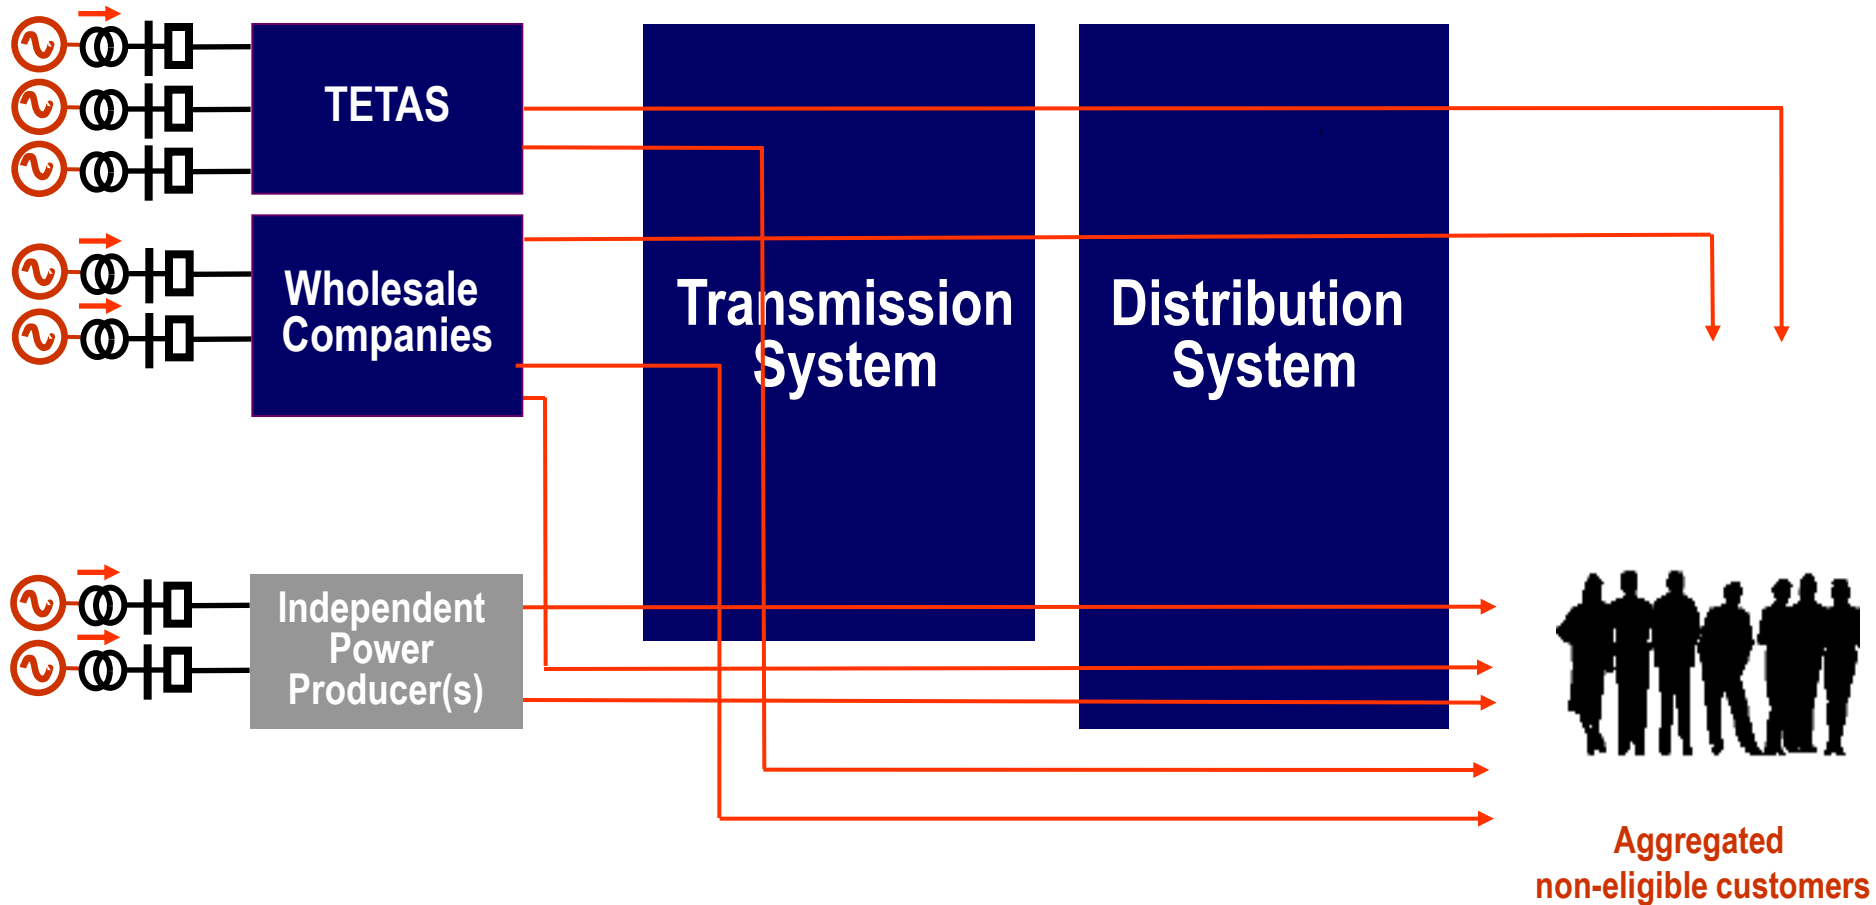 TETAS
Wholesale
Companies
Transmission
System
Distribution
System
Independent
Power
Producer(s)
Aggregated
non-eligible customers